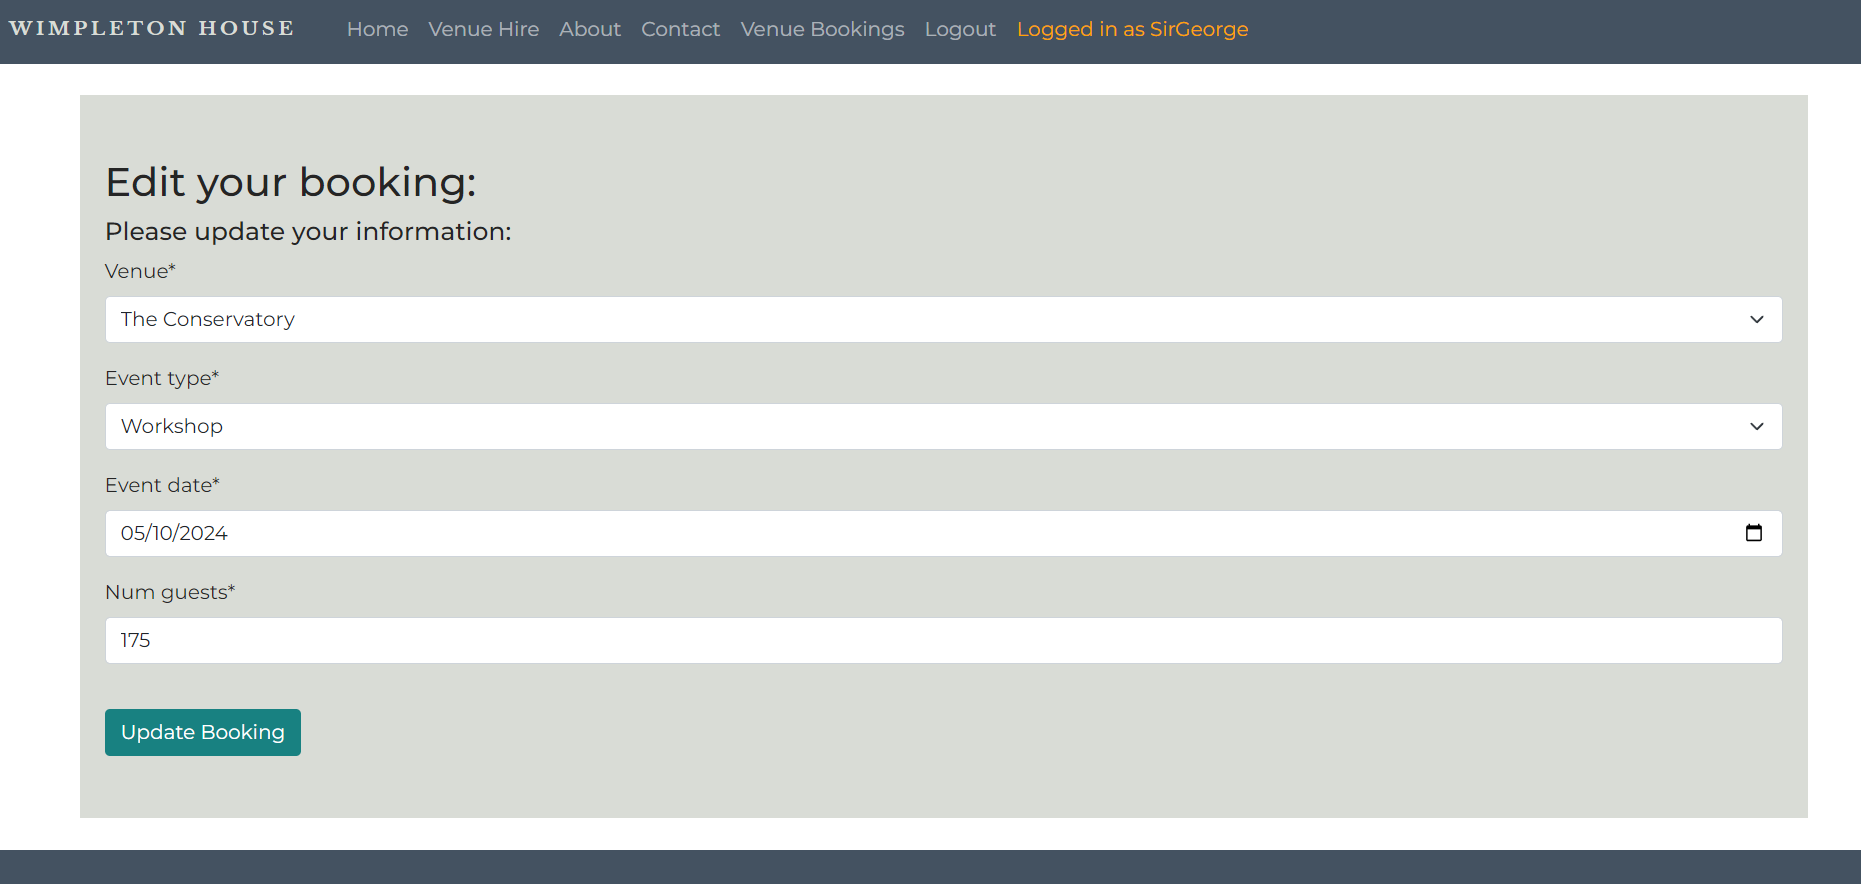 WIMPLETON HOUSE Home Venue Hire About Contact Venue Bookings Logout Logged in as SirGeorge
Edit your booking:
Please update your information:
Venue*
The Conservatory
Event type*
Workshop
Event date*
05/10/2024
Num guests*
175
Update Booking